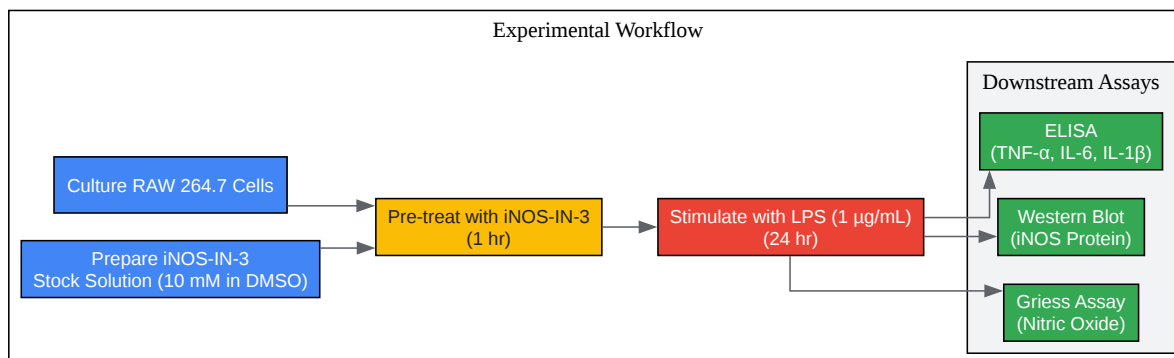 Experimental Workflow
Culture RAW 264.7 Cells
Prepare iNOS-IN-3
Stock Solution (10 mM in DMSO)
Pre-treat with iNOS-IN-3
(1 hr)
Stimulate with LPS (1 µg/mL)
(24 hr)
Downstream Assays
ELISA
(TNF-α, IL-6, IL-1β)
Western Blot
(iNOS Protein)
Griess Assay
(Nitric Oxide)